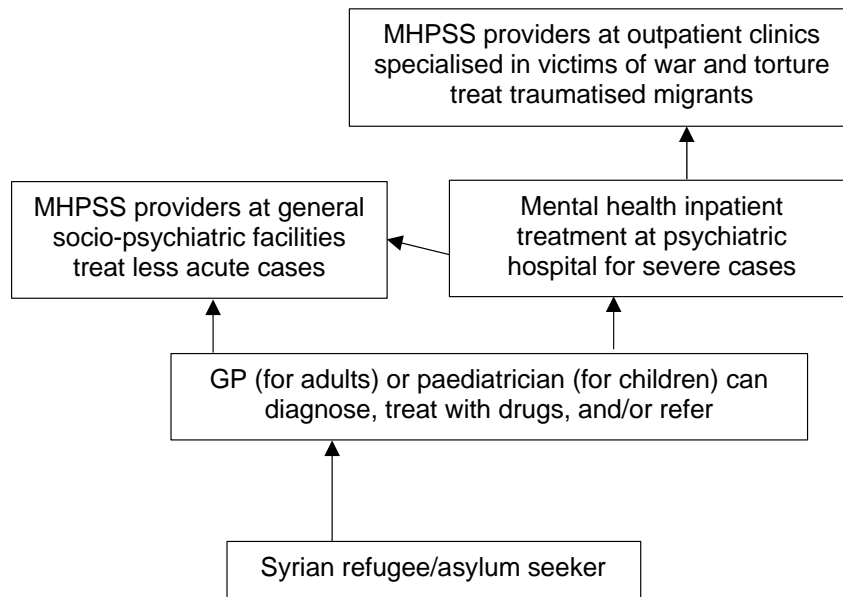 MHPSS providers at outpatient clinics
specialised in victims of war and torture
treat traumatised migrants
MHPSS providers at general
socio-psychiatric facilities
treat less acute cases
Mental health inpatient
treatment at psychiatric
hospital for severe cases
GP (for adults) or paediatrician (for children) can
diagnose, treat with drugs, and/or refer
Syrian refugee/asylum seeker